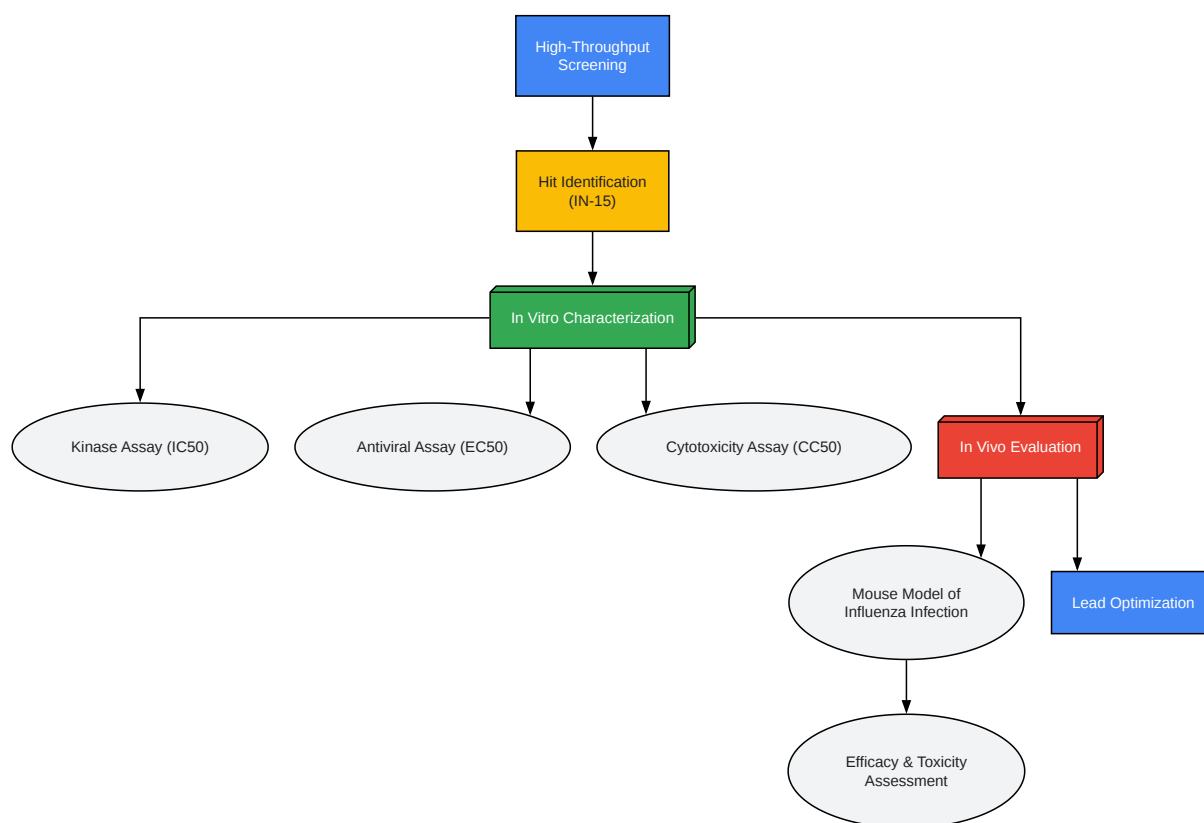 High-Throughput
Screening
Hit Identification
(IN-15)
In Vitro Characterization
Kinase Assay (IC50)
Antiviral Assay (EC50)
Cytotoxicity Assay (CC50)
In Vivo Evaluation
Mouse Model of
Influenza Infection
Lead Optimization
Efficacy & Toxicity
Assessment